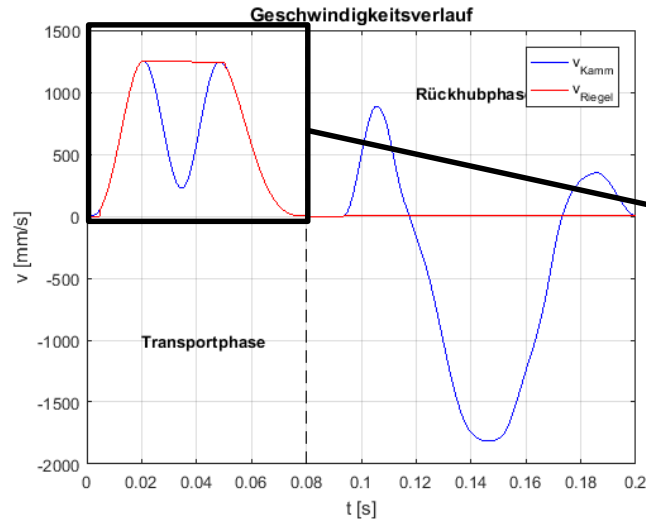 Geschwindigkeitsverlauf
1500
1000
500
0
-500
-1000
-1500
-2000
v [mm/s]
v_Kamm
v_Riegel
Rückhubphase
Transportphase
0 0.02 0.04 0.06 0.08 0.1 0.12 0.14 0.16 0.18 0.2
t [s]